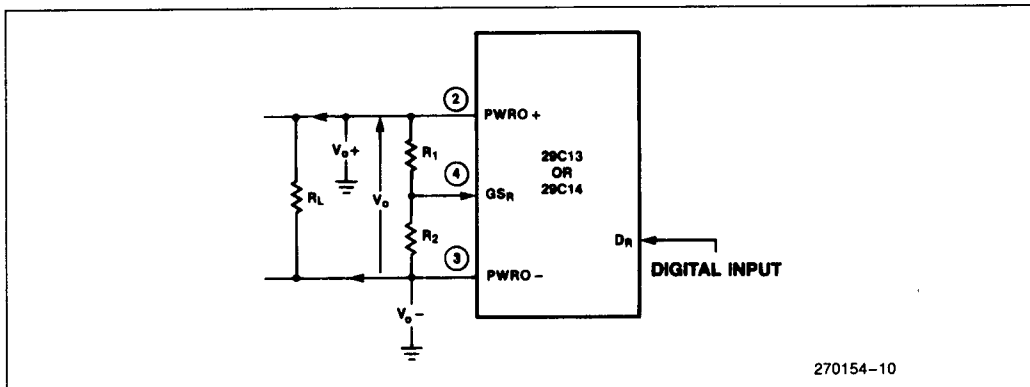 2
PWRO+
Vo+
R1
29C13
OR
29C14
4
GSR
RL
Vo
R2
DR
DIGITAL INPUT
3
PWRO–
Vo–
270154–10